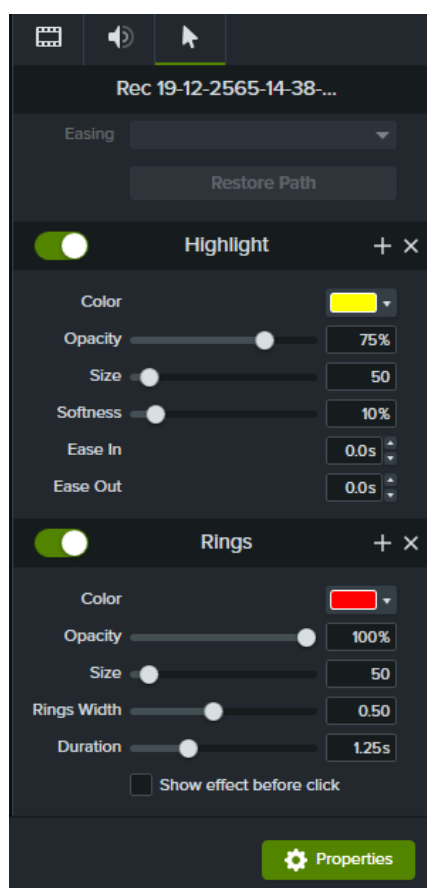 Rec 19-12-2565-14-38-...
Easing
Restore Path
Highlight
Color
Opacity 75%
Size 50
Softness 10%
Ease In 0.0s
Ease Out 0.0s
Rings
Color
Opacity 100%
Size 50
Rings Width 0.50
Duration 1.25s
Show effect before click
Properties